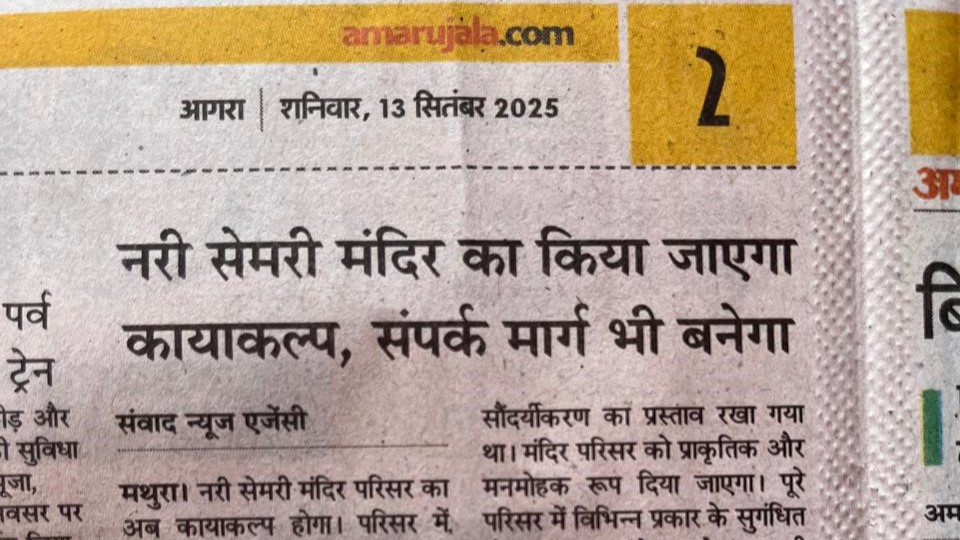 amarujala.com
2
आगरा | शनिवार, 13 सितंबर 2025
नरी सेमरी मंदिर का किया जाएगा
कायाकल्प, संपर्क मार्ग भी बनेगा
संवाद न्यूज एजेंसी
मथुरा। नरी सेमरी मंदिर परिसर का
अब कायाकल्प होगा। परिसर में
सौंदर्यीकरण का प्रस्ताव रखा गया
था। मंदिर परिसर को प्राकृतिक और
मनमोहक रूप दिया जाएगा। पूरे
परिसर में विभिन्न प्रकार के सुगंधित
पर्व
ट्रेन
और
सुविधा
पर